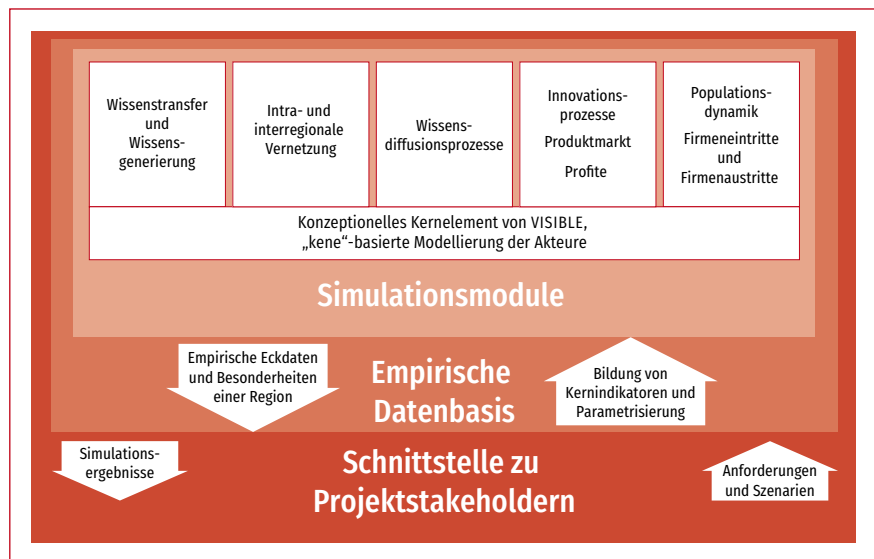 Wissenstransfer
und
Wissens-
generierung
Intra- und
interregionale
Vernetzung
Wissens-
diffusionsprozesse
Innovations-
prozesse
Produktmarkt
Profite
Populations-
dynamik
Firmeneintritte
und
Firmenaustritte
Konzeptionelles Kernelement von VISIBLE,
„kene“-basierte Modellierung der Akteure
Simulationsmodule
Empirische Eckdaten
und Besonderheiten
einer Region
Empirische
Datenbasis
Bildung von
Kernindikatoren und
Parametrisierung
Simulations-
ergebnisse
Schnittstelle zu
Projektstakeholdern
Anforderungen
und Szenarien